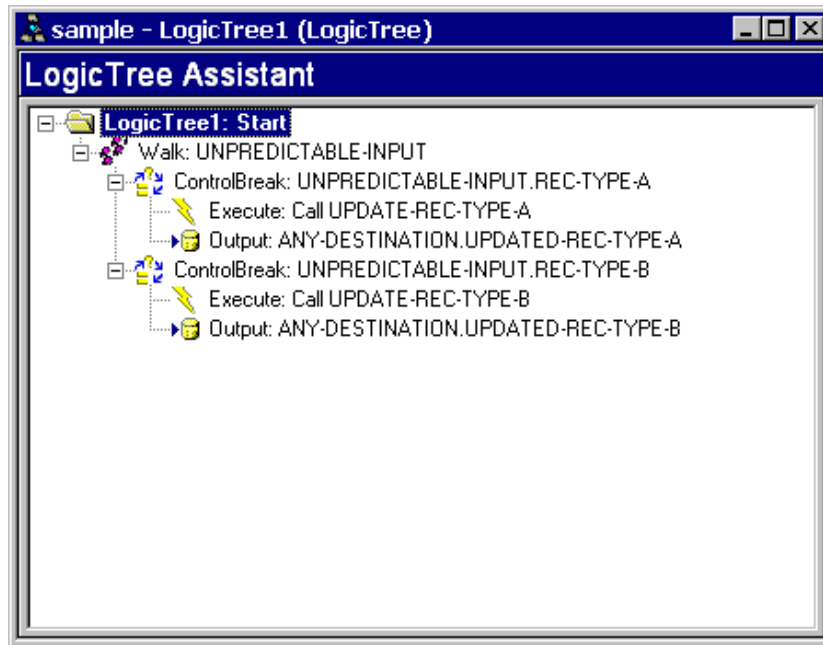 sample - LogicTree1 (LogicTree)
LogicTree Assistant
LogicTree1: Start
Walk: UNPREDICTABLE-INPUT
ControlBreak: UNPREDICTABLE-INPUT.REC-TYPE-A
Execute: Call UPDATE-REC-TYPE-A
Output: ANY-DESTINATION.UPDATED-REC-TYPE-A
ControlBreak: UNPREDICTABLE-INPUT.REC-TYPE-B
Execute: Call UPDATE-REC-TYPE-B
Output: ANY-DESTINATION.UPDATED-REC-TYPE-B